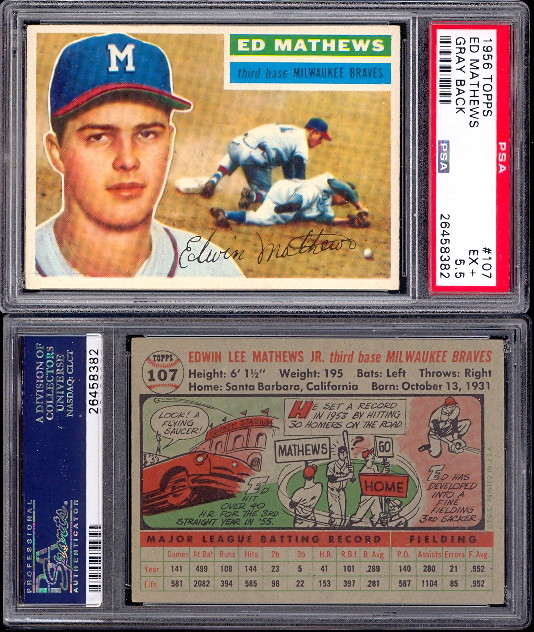 M
ED MATHEWS
third base MILWAUKEE BRAVES
Edwin Mathews
1956 TOPPS
ED MATHEWS
GRAY BACK
PSA
PSA
#107
EX +
5.5
26458382
A DIVISION OF
COLLECTORS
UNIVERSE
NASDAQ: CLCT
26458382
PROFESSIONAL
PSA
Sports
AUTHENTICATOR
TOPPS
107
EDWIN LEE MATHEWS JR. third base MILWAUKEE BRAVES
Height: 6' 1½" Weight: 195 Bats: Left Throws: Right
Home: Santa Barbara, California Born: October 13, 1931
LOOK! A
FLYING
SAUCER!
COUNTY STADIUM
ED
HIT
OVER 40
H.R. FOR THE 3RD
STRAIGHT YEAR IN '55.
HE SET A RECORD
IN 1953 BY HITTING
30 HOMERS ON THE ROAD.
MATHEWS
GO
HOME
ED HAS
DEVELOPED
INTO A
FINE
FIELDING
3RD SACKER
MAJOR LEAGUE BATTING RECORD FIELDING
Games At Bat Runs Hits 2B 3B H.R. R.B.I. B. Avg. P.O. Assists Errors F. Avg.
Year 141 499 108 144 23 5 41 101 .289 140 280 21 .952
Life 581 2092 394 585 98 22 153 397 .281 587 1104 85 .952